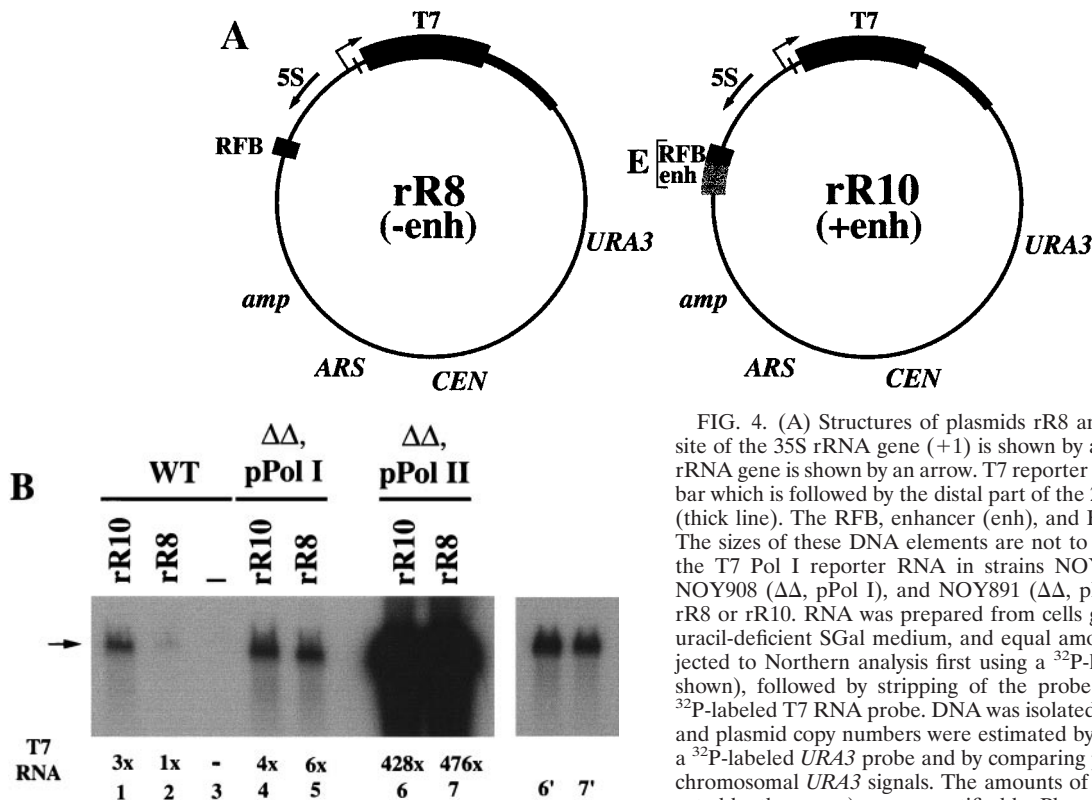 A
T7
5S
RFB
rR8
(-enh)
URA3
amp
ARS
CEN
T7
5S
E
RFB
enh
rR10
(+enh)
URA3
amp
ARS
CEN
B
WT
ΔΔ,
pPol I
ΔΔ,
pPol II
rR10
rR8
–
rR10
rR8
rR10
rR8
T7
RNA
3x 1x - 4x 6x 428x 476x
1 2 3 4 5 6 7 6' 7'
FIG. 4. (A) Structures of plasmids rR8 an
site of the 35S rRNA gene (+1) is shown by a
rRNA gene is shown by an arrow. T7 reporter
bar which is followed by the distal part of the 2
(thick line). The RFB, enhancer (enh), and
The sizes of these DNA elements are not to
the T7 Pol I reporter RNA in strains NOY
NOY908 (ΔΔ, pPol I), and NOY891 (ΔΔ, p
rR8 or rR10. RNA was prepared from cells g
uracil-deficient SGal medium, and equal amo
jected to Northern analysis first using a ³²P-l
shown), followed by stripping of the probe
³²P-labeled T7 RNA probe. DNA was isolated
and plasmid copy numbers were estimated by
a ³²P-labeled URA3 probe and by comparing
chromosomal URA3 signals. The amounts of